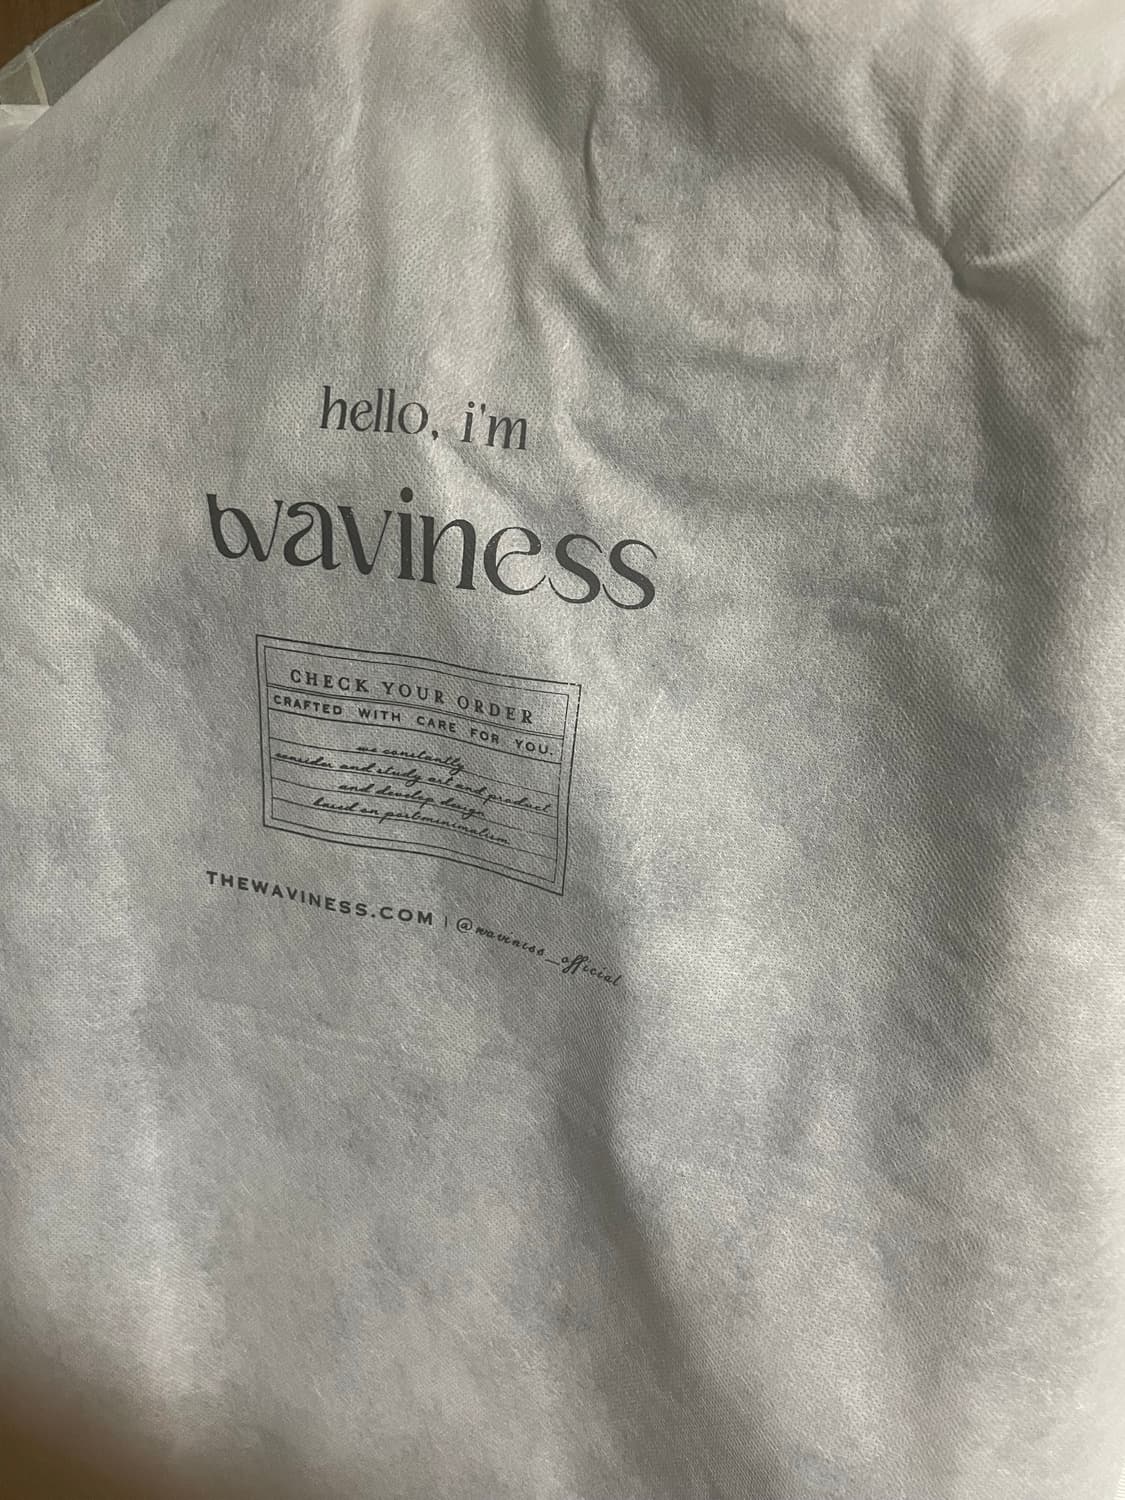 hello, i'm
waviness
CHECK YOUR ORDER
CRAFTED WITH CARE FOR YOU.
we constantly
consider and study art and product
and develop design
based on postminimalism
THEWAVINESS.COM | @waviness_official